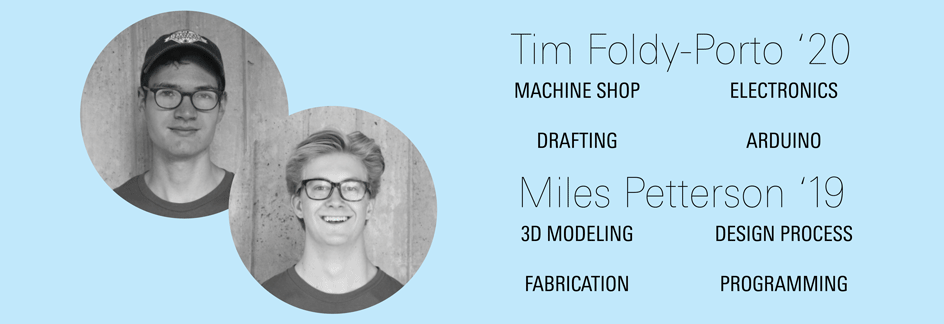 Tim Foldy-Porto ‘20
MACHINE SHOP ELECTRONICS
DRAFTING ARDUINO
Miles Petterson ‘19
3D MODELING DESIGN PROCESS
FABRICATION PROGRAMMING